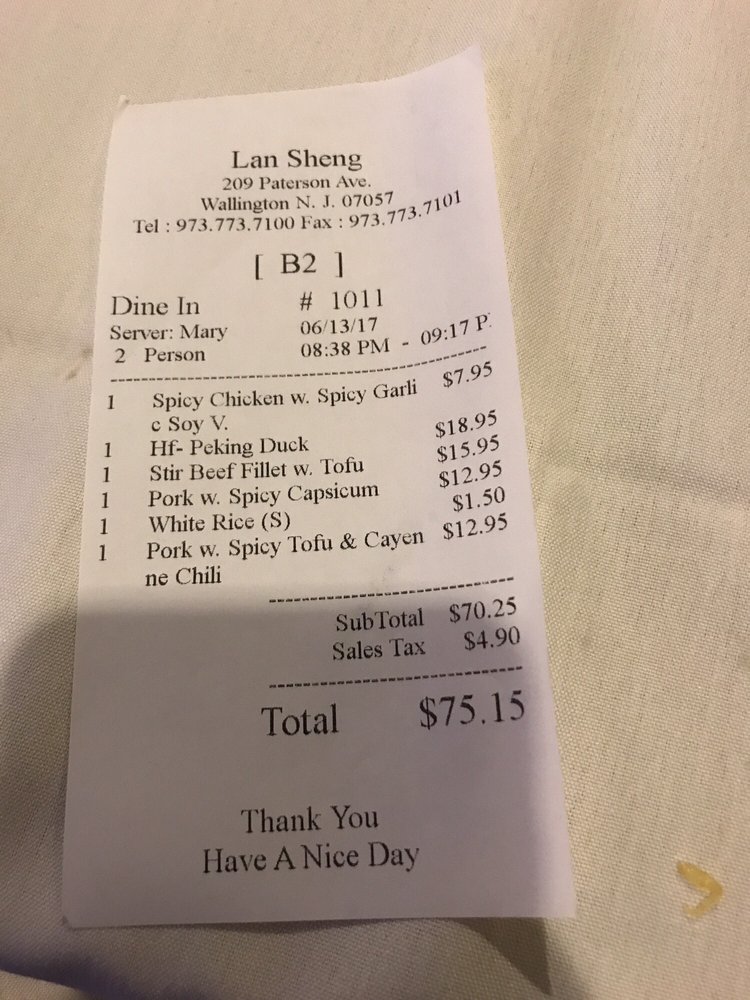 Lan Sheng
209 Paterson Ave.
Wallington N. J. 07057
Tel : 973.773.7100 Fax : 973.773.7101
[ B2 ]
Dine In # 1011
Server: Mary 06/13/17
2 Person 08:38 PM - 09:17 P
1 Spicy Chicken w. Spicy Garli $7.95
c Soy V.
1 Hf- Peking Duck $18.95
1 Stir Beef Fillet w. Tofu $15.95
1 Pork w. Spicy Capsicum $12.95
1 White Rice (S) $1.50
1 Pork w. Spicy Tofu & Cayen $12.95
ne Chili
SubTotal $70.25
Sales Tax $4.90
Total $75.15
Thank You
Have A Nice Day